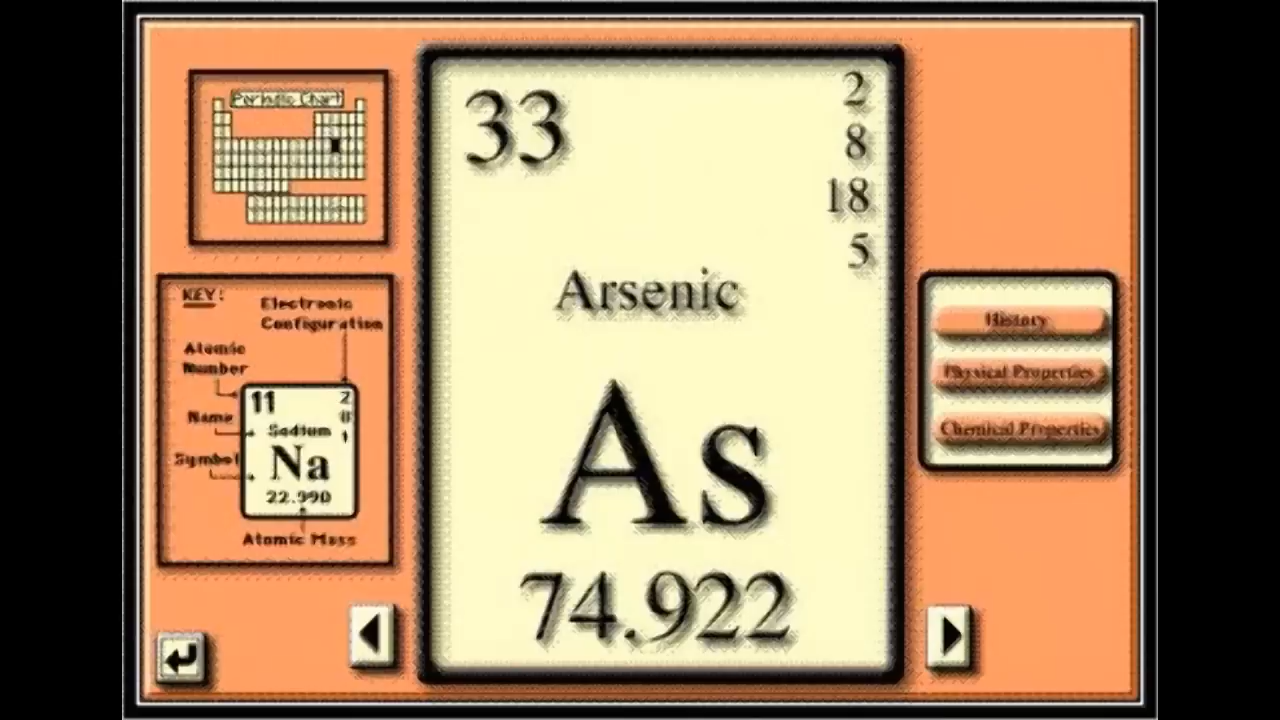 Periodic Chart
KEY:
Electronic
Configuration
Atomic
Number
Name
Symbol
11
2
8
1
Sodium
Na
22.990
Atomic Mass
33
2
8
18
5
Arsenic
As
74.922
History
Physical Properties
Chemical Properties